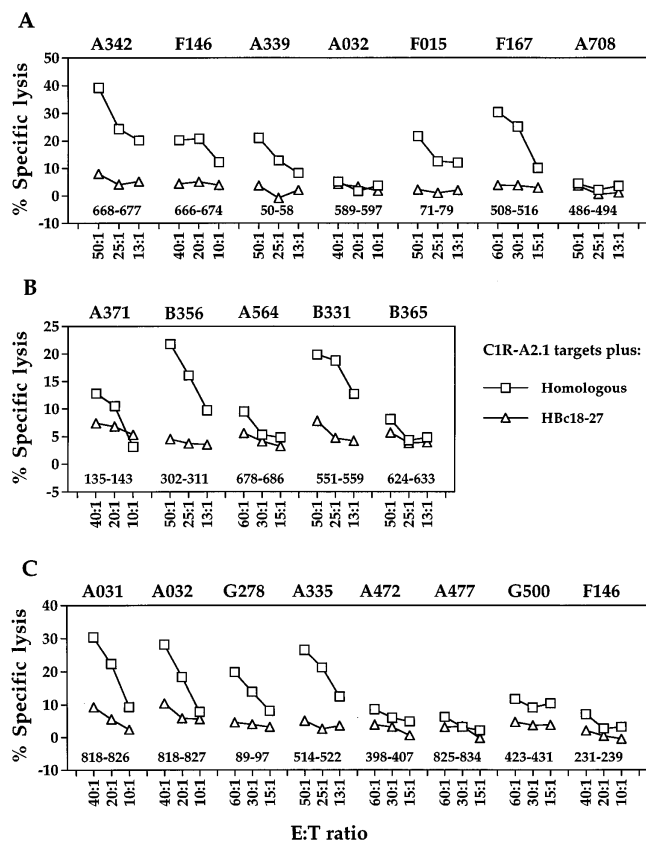 A
A342 F146 A339 A032 F015 F167 A708
% Specific lysis
50
40
30
20
10
0
-10
668-677 666-674 50-58 589-597 71-79 508-516 486-494
50:1 25:1 13:1 40:1 20:1 10:1 50:1 25:1 13:1 50:1 25:1 13:1 50:1 25:1 13:1 60:1 30:1 15:1 50:1 25:1 13:1
B
A371 B356 A564 B331 B365
% Specific lysis
25
20
15
10
5
0
-5
135-143 302-311 678-686 551-559 624-633
40:1 20:1 10:1 50:1 25:1 13:1 60:1 30:1 15:1 50:1 25:1 13:1 50:1 25:1 13:1
C1R-A2.1 targets plus:
Homologous
HBc18-27
C
A031 A032 G278 A335 A472 A477 G500 F146
% Specific lysis
40
30
20
10
0
-10
818-826 818-827 89-97 514-522 398-407 825-834 423-431 231-239
40:1 20:1 10:1 40:1 20:1 10:1 60:1 30:1 15:1 50:1 25:1 13:1 60:1 30:1 15:1 60:1 30:1 15:1 60:1 30:1 15:1 40:1 20:1 10:1
E:T ratio